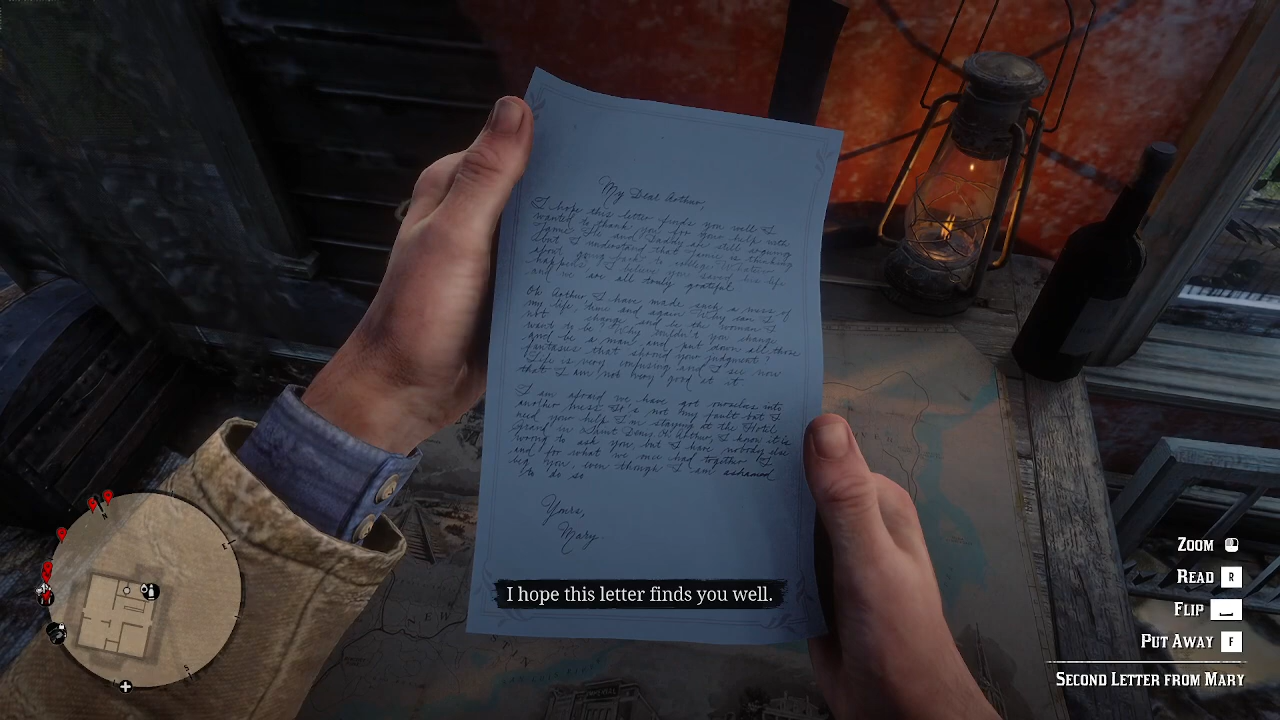 My Dear Arthur,
I hope this letter finds you well. I
wanted to thank you for your help with
Jamie. He and Daddy are still arguing
but I understand that Jamie is thinking
about going back to college. Whatever
happens, I believe you saved his life
and we are all truly grateful.
Oh Arthur I have made such a mess of
my life, time and again. Why can I
not change and be the woman I
want to be? Why couldn't you change
and be a man and put down all those
fantasies that skewed your judgment?
Life is very confusing and I see now
that I am not very good at it.
I am afraid we have got ourselves into
another mess. It's not my fault but I
need your help. I'm staying at the Hotel
Grand in Saint Denis. Oh Arthur, I know it is
wrong to ask you but I have nobody else
and for what we once had together I
beg you, even though I am ashamed
to do so.
Yours,
Mary.
I hope this letter finds you well.
NEW
ZOOM
READ R
FLIP
PUT AWAY F
SECOND LETTER FROM MARY
N
E
S